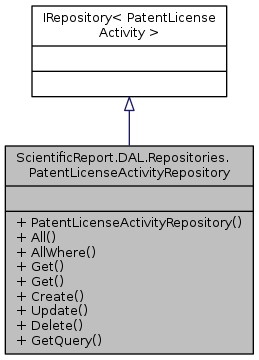 IRepository< PatentLicense
Activity >
ScientificReport.DAL.Repositories.
PatentLicenseActivityRepository
+ PatentLicenseActivityRepository()
+ All()
+ AllWhere()
+ Get()
+ Get()
+ Create()
+ Update()
+ Delete()
+ GetQuery()